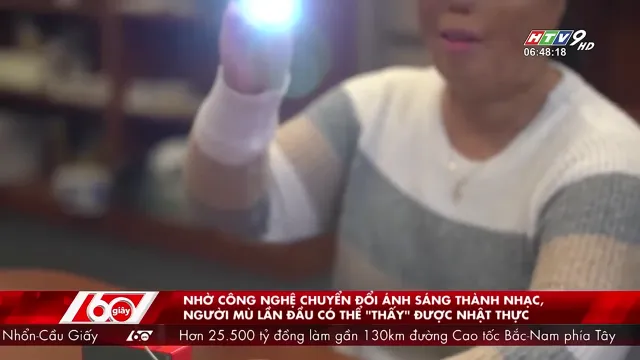 HTV9 HD
06:48:18
60 giây
NHỜ CÔNG NGHỆ CHUYỂN ĐỔI ÁNH SÁNG THÀNH NHẠC,
NGƯỜI MÙ LẦN ĐẦU CÓ THỂ "THẤY" ĐƯỢC NHẬT THỰC
Nhổn-Cầu Giấy 60 Hơn 25.500 tỷ đồng làm gần 130km đường Cao tốc Bắc-Nam phía Tây